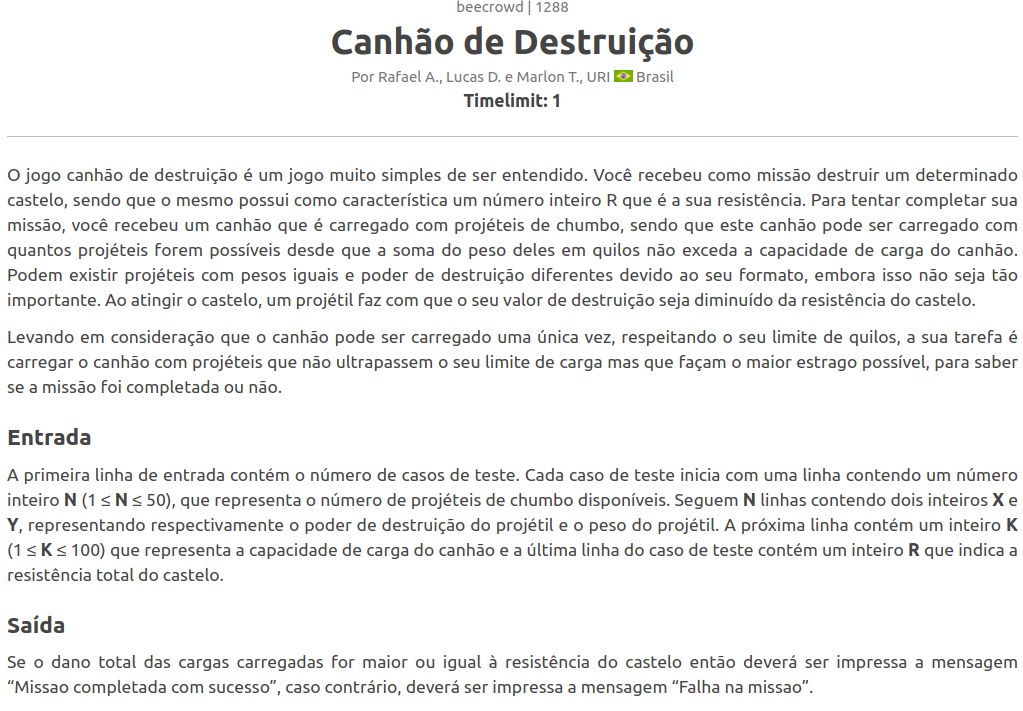 beecrowd | 1288
Canhão de Destruição
Por Rafael A., Lucas D. e Marlon T., URI Brasil
Timelimit: 1
O jogo canhão de destruição é um jogo muito simples de ser entendido. Você recebeu como missão destruir um determinado
castelo, sendo que o mesmo possui como característica um número inteiro R que é a sua resistência. Para tentar completar sua
missão, você recebeu um canhão que é carregado com projéteis de chumbo, sendo que este canhão pode ser carregado com
quantos projéteis forem possíveis desde que a soma do peso deles em quilos não exceda a capacidade de carga do canhão.
Podem existir projéteis com pesos iguais e poder de destruição diferentes devido ao seu formato, embora isso não seja tão
importante. Ao atingir o castelo, um projétil faz com que o seu valor de destruição seja diminuído da resistência do castelo.
Levando em consideração que o canhão pode ser carregado uma única vez, respeitando o seu limite de quilos, a sua tarefa é
carregar o canhão com projéteis que não ultrapassem o seu limite de carga mas que façam o maior estrago possível, para saber
se a missão foi completada ou não.
Entrada
A primeira linha de entrada contém o número de casos de teste. Cada caso de teste inicia com uma linha contendo um número
inteiro N (1 ≤ N ≤ 50), que representa o número de projéteis de chumbo disponíveis. Seguem N linhas contendo dois inteiros X e
Y, representando respectivamente o poder de destruição do projétil e o peso do projétil. A próxima linha contém um inteiro K
(1 ≤ K ≤ 100) que representa a capacidade de carga do canhão e a última linha do caso de teste contém um inteiro R que indica a
resistência total do castelo.
Saída
Se o dano total das cargas carregadas for maior ou igual à resistência do castelo então deverá ser impressa a mensagem
“Missao completada com sucesso”, caso contrário, deverá ser impressa a mensagem “Falha na missao”.